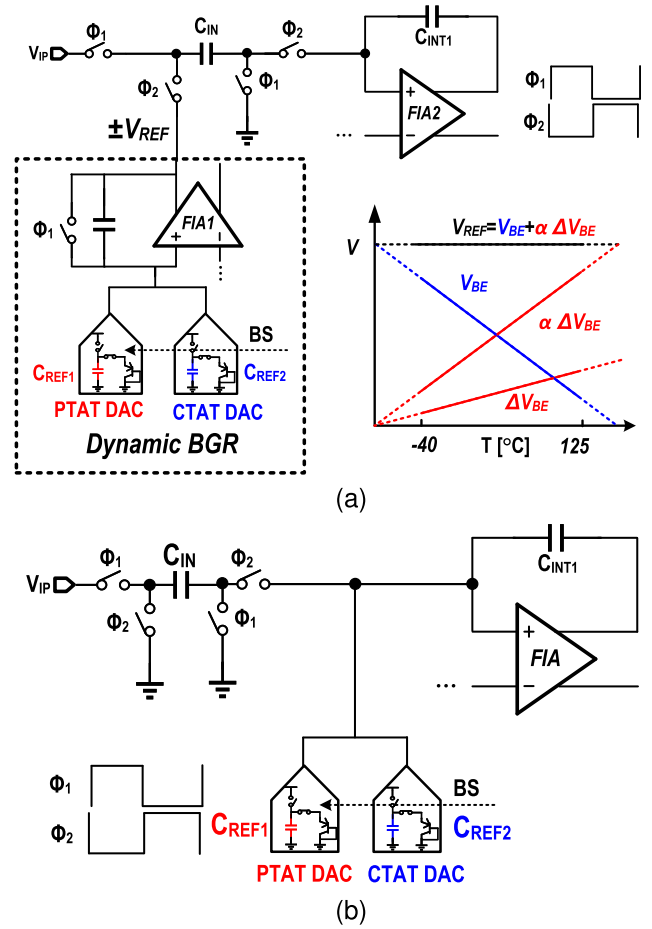 Φ1 CIN Φ2 CINT1
VIP
Φ2 Φ1
+ FIA2 −
...
Φ1
Φ2
±VREF
Φ1 FIA1
+ −
...
BS
CREF1 CREF2
PTAT DAC CTAT DAC
Dynamic BGR
V
VREF=VBE+α ΔVBE
VBE
α ΔVBE
ΔVBE
-40 T [°C] 125
(a)
Φ1 CIN Φ2 CINT1
VIP
Φ2 Φ1
+ FIA −
...
Φ1
Φ2
BS
CREF1 CREF2
PTAT DAC CTAT DAC
(b)